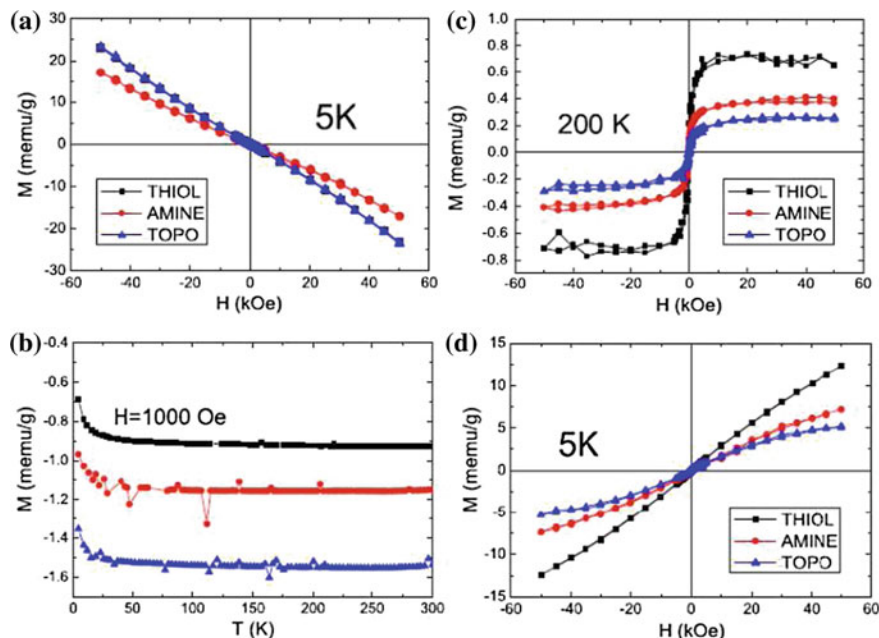 (a)
30
20
10
0
-10
-20
-30
M (memu/g)
5K
THIOL
AMINE
TOPO
-60 -40 -20 0 20 40 60
H (kOe)
(c)
1.0
0.8
0.6
0.4
0.2
0.0
-0.2
-0.4
-0.6
-0.8
M (memu/g)
200 K
THIOL
AMINE
TOPO
-60 -40 -20 0 20 40 60
H (kOe)
(b)
-0.4
-0.6
-0.8
-1.0
-1.2
-1.4
-1.6
M (memu/g)
H=1000 Oe
0 50 100 150 200 250 300
T (K)
(d)
15
10
5
0
-5
-10
-15
M (memu/g)
5K
THIOL
AMINE
TOPO
-60 -40 -20 0 20 40 60
H (kOe)